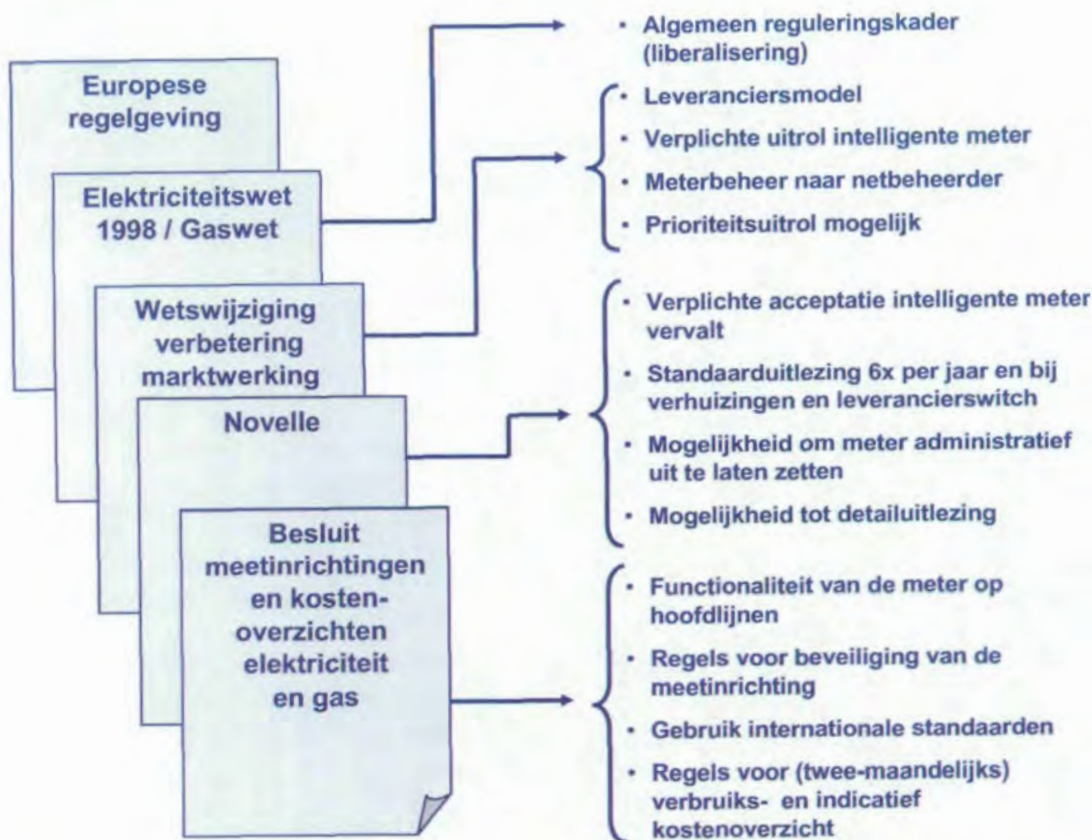 Europese
regelgeving
Elektriciteitswet
1998 / Gaswet
Wetswijziging
verbetering
marktwerking
Novelle
Besluit
meetinrichtingen
en kosten-
overzichten
elektriciteit
en gas
• Algemeen reguleringskader
(liberalisering)
• Leveranciersmodel
• Verplichte uitrol intelligente meter
• Meterbeheer naar netbeheerder
• Prioriteitsuitrol mogelijk
• Verplichte acceptatie intelligente meter
vervalt
• Standaarduitlezing 6x per jaar en bij
verhuizingen en leverancierswitch
• Mogelijkheid om meter administratief
uit te laten zetten
• Mogelijkheid tot detailuitlezing
• Functionaliteit van de meter op
hoofdlijnen
• Regels voor beveiliging van de
meetinrichting
• Gebruik internationale standaarden
• Regels voor (twee-maandelijks)
verbruiks- en indicatief
kostenoverzicht